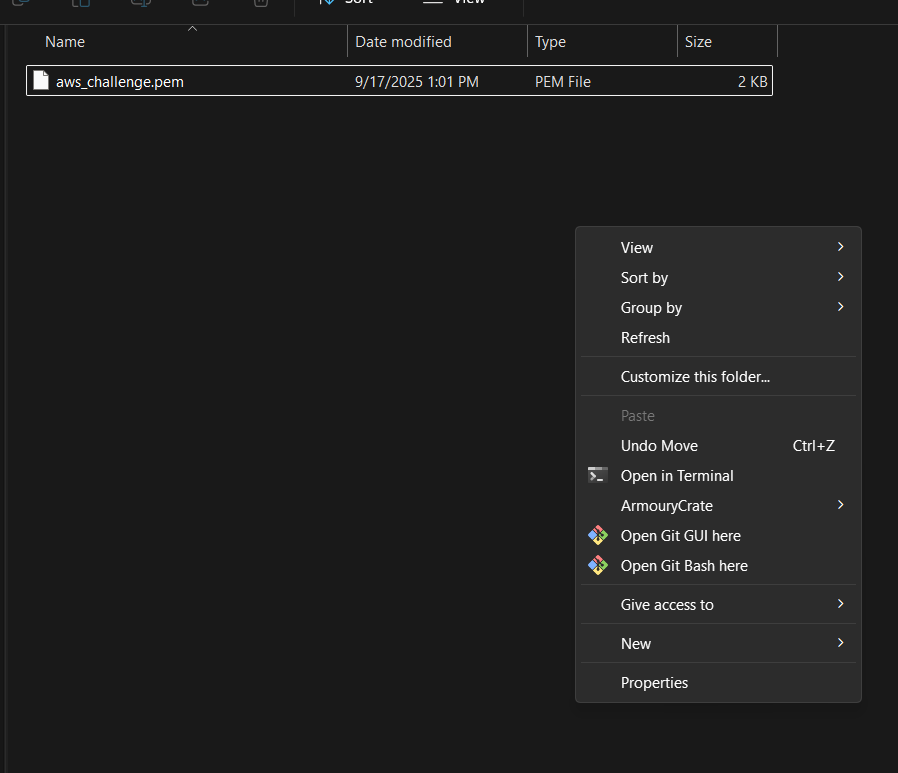 Sort
View
Name
Date modified
Type
Size
aws_challenge.pem
9/17/2025 1:01 PM
PEM File
2 KB
View
Sort by
Group by
Refresh
Customize this folder...
Paste
Undo Move
Ctrl+Z
Open in Terminal
ArmouryCrate
Open Git GUI here
Open Git Bash here
Give access to
New
Properties